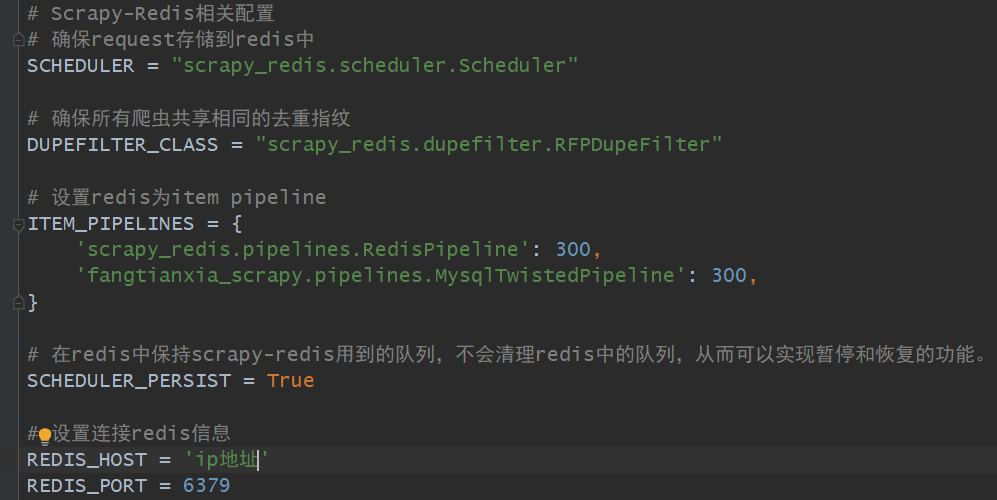 # Scrapy-Redis相关配置
# 确保request存储到redis中
SCHEDULER = "scrapy_redis.scheduler.Scheduler"
# 确保所有爬虫共享相同的去重指纹
DUPEFILTER_CLASS = "scrapy_redis.dupefilter.RFPDupeFilter"
# 设置redis为item pipeline
ITEM_PIPELINES = {
    'scrapy_redis.pipelines.RedisPipeline': 300,
    'fangtianxia_scrapy.pipelines.MysqlTwistedPipeline': 300,
}
# 在redis中保持scrapy-redis用到的队列，不会清理redis中的队列，从而可以实现暂停和恢复的功能。
SCHEDULER_PERSIST = True
# 设置连接redis信息
REDIS_HOST = 'ip地址'
REDIS_PORT = 6379